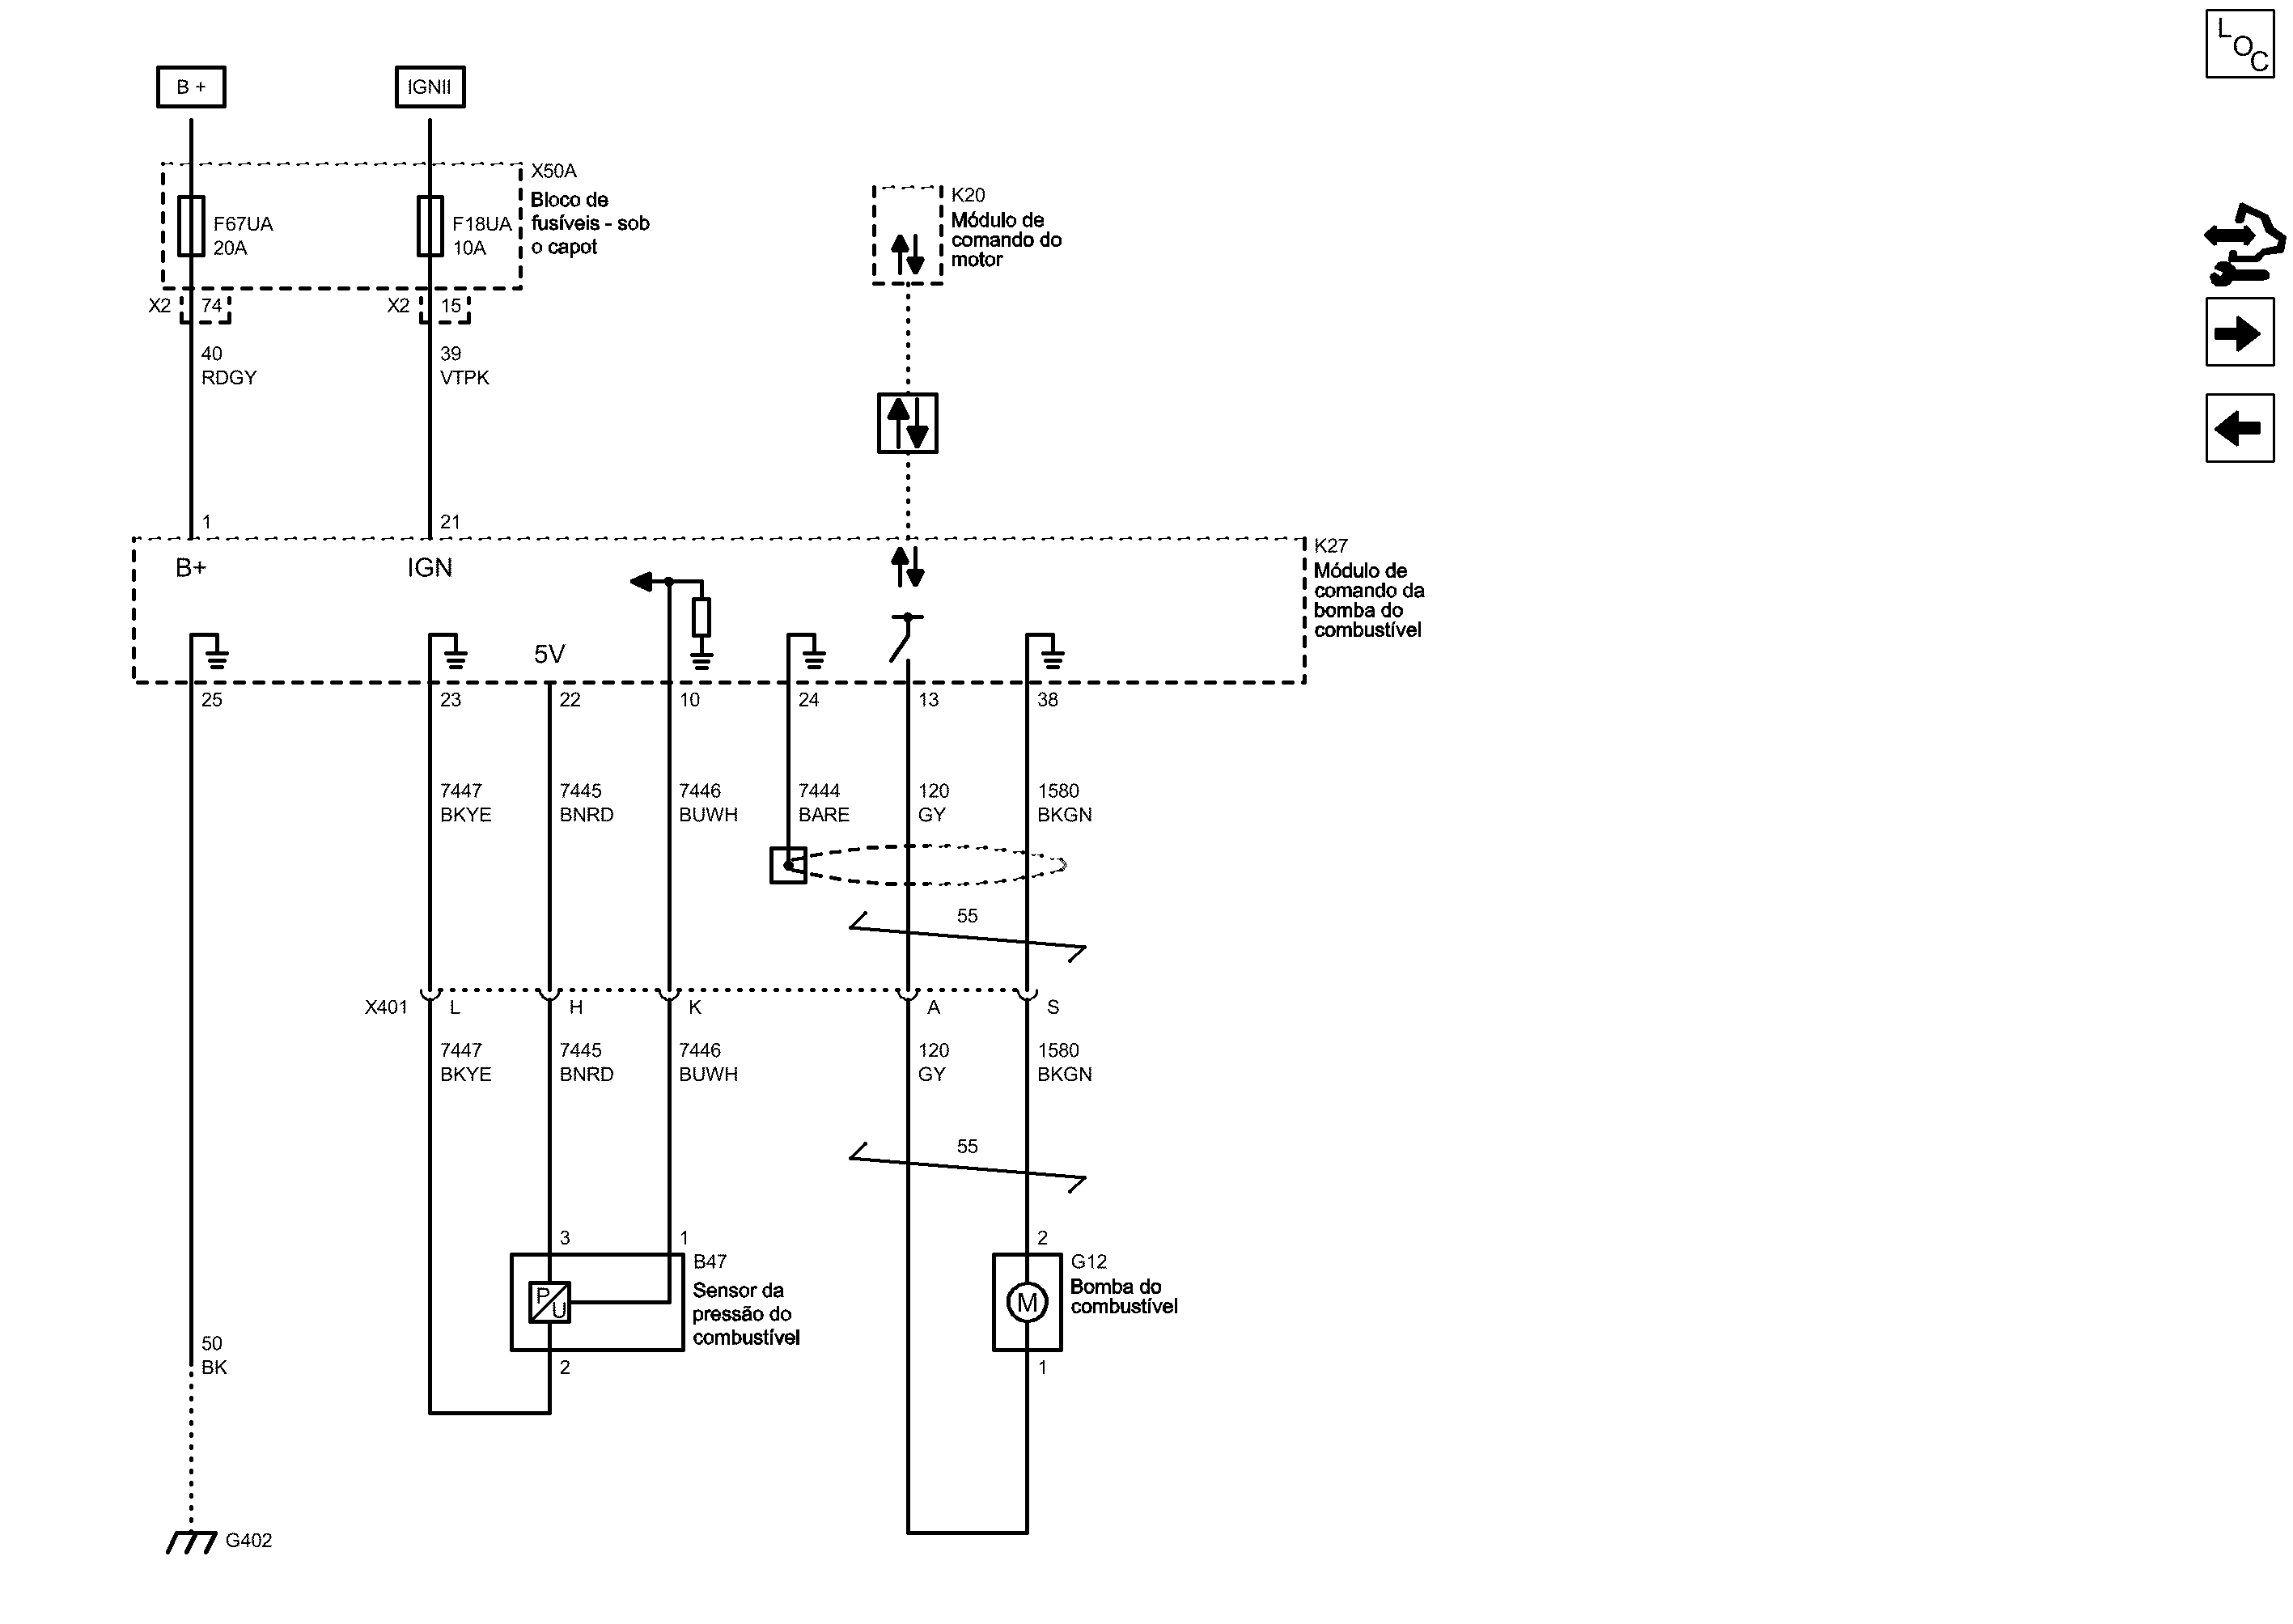 LOC
B +
IGNII
X50A
Bloco de
fusíveis - sob
o capot
F67UA
20A
F18UA
10A
K20
Módulo de
comando do
motor
X2
74
X2
15
40
RDGY
39
VTPK
1
21
B+
IGN
5V
K27
Módulo de
comando da
bomba do
combustível
25
23
22
10
24
13
38
7447
BKYE
7445
BNRD
7446
BUWH
7444
BARE
120
GY
1580
BKGN
55
X401
L
H
K
A
S
7447
BKYE
7445
BNRD
7446
BUWH
120
GY
1580
BKGN
55
3
1
2
B47
Sensor da
pressão do
combustível
P
U
G12
Bomba do
combustível
M
50
BK
2
1
G402